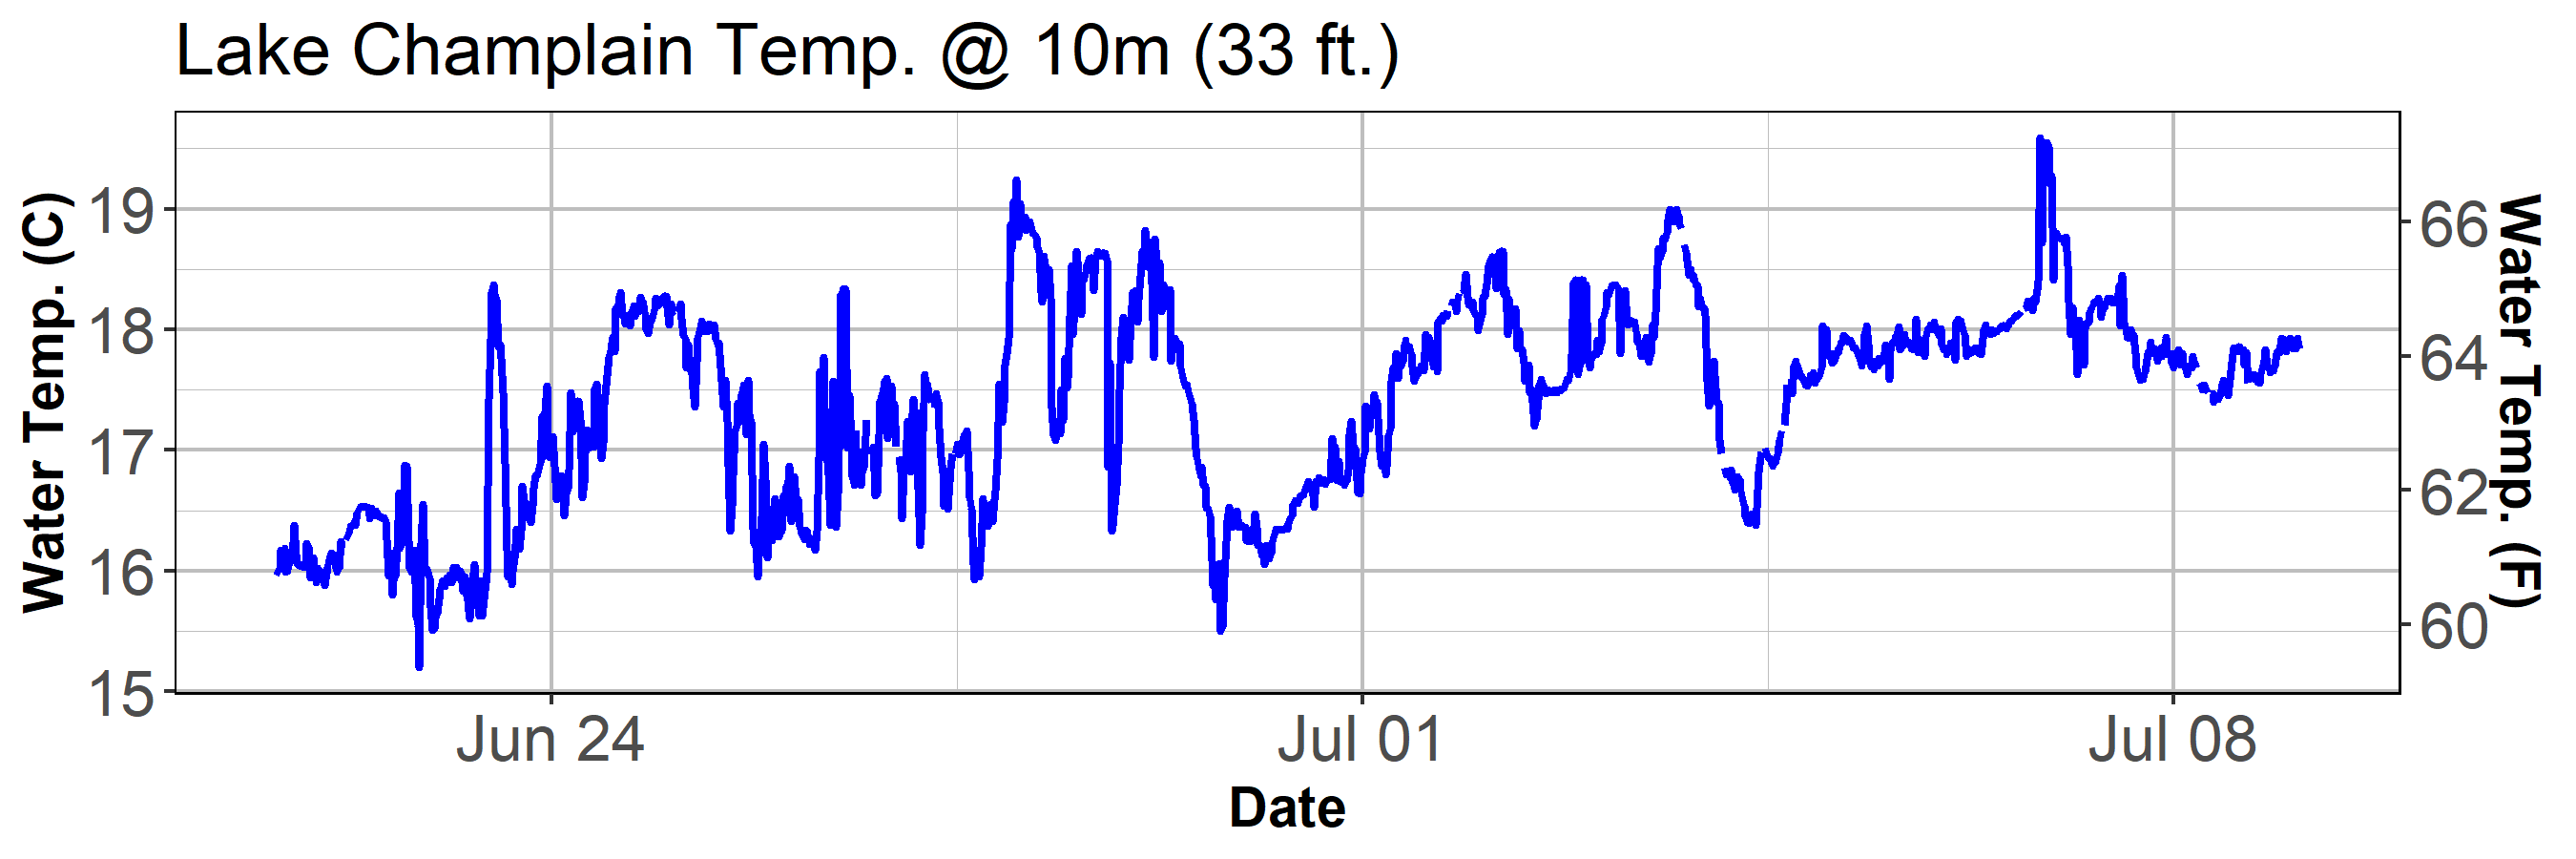 Lake Champlain Temp. @ 10m (33 ft.)
Water Temp. (C)
19
18
17
16
15
66
64
62
60
Water Temp. (F)
Jun 24
Jul 01
Jul 08
Date